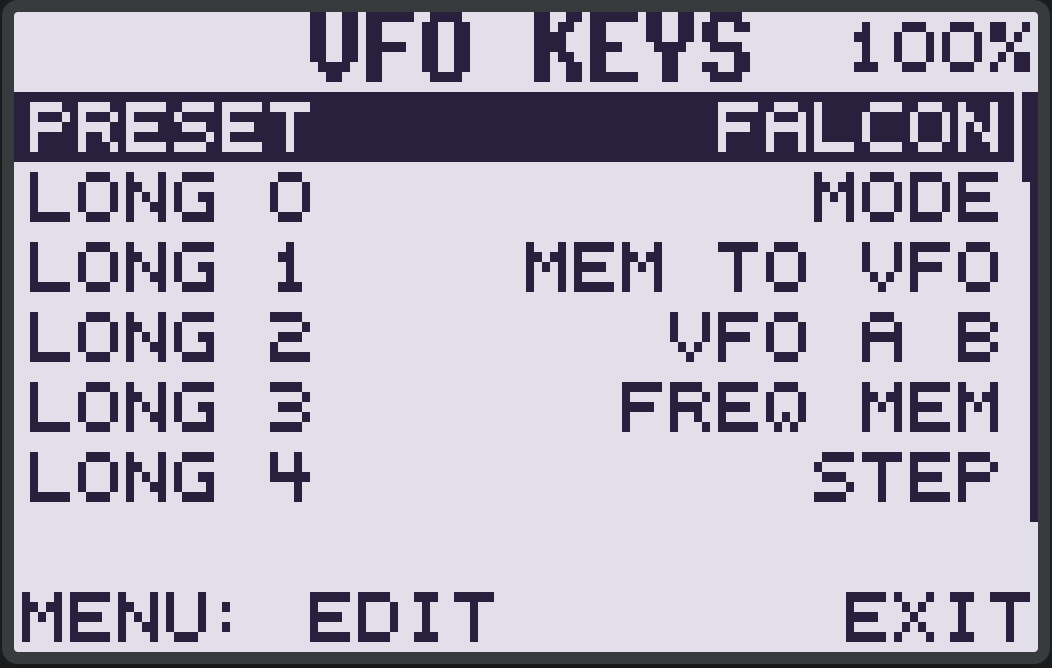 VFO KEYS 100%
PRESET FALCON
LONG 0 MODE
LONG 1 MEM TO VFO
LONG 2 VFO A B
LONG 3 FREQ MEM
LONG 4 STEP
MENU: EDIT EXIT